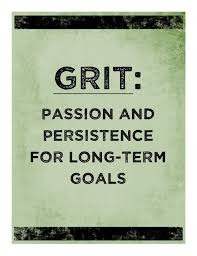 GRIT:
PASSION AND
PERSISTENCE
FOR LONG-TERM
GOALS